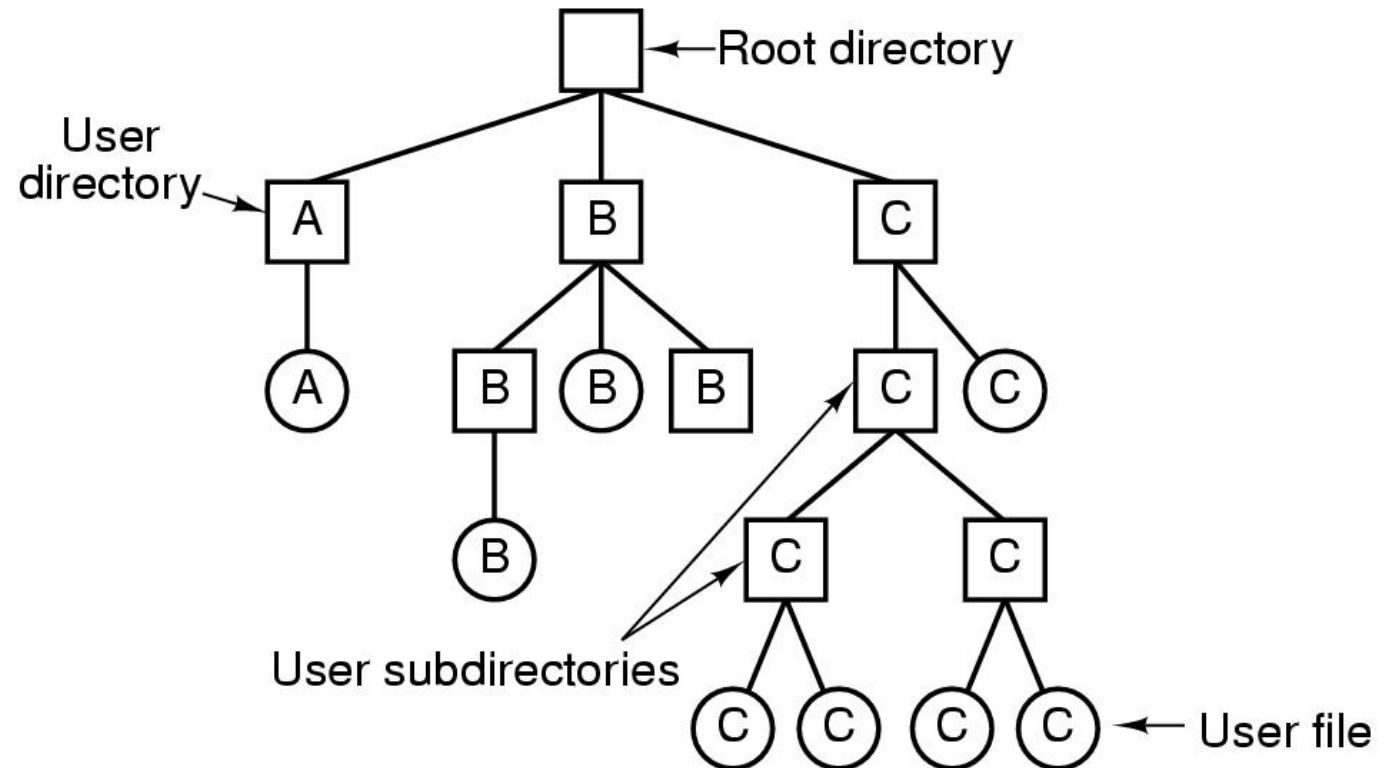 Root directory
User
directory
A
B
C
A
B
B
B
C
C
B
C
C
User subdirectories
C
C
C
C
User file